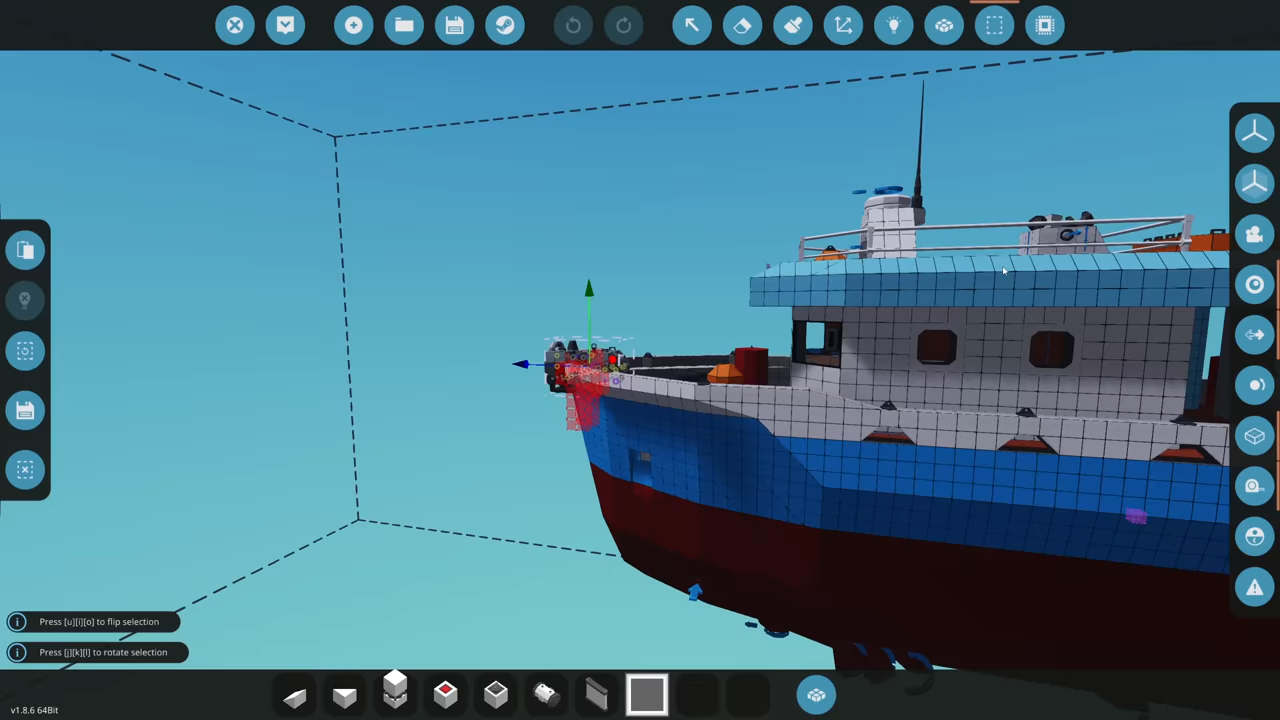 Press [u][i][o] to flip selection
Press [j][k][l] to rotate selection
v1.8.6 64Bit